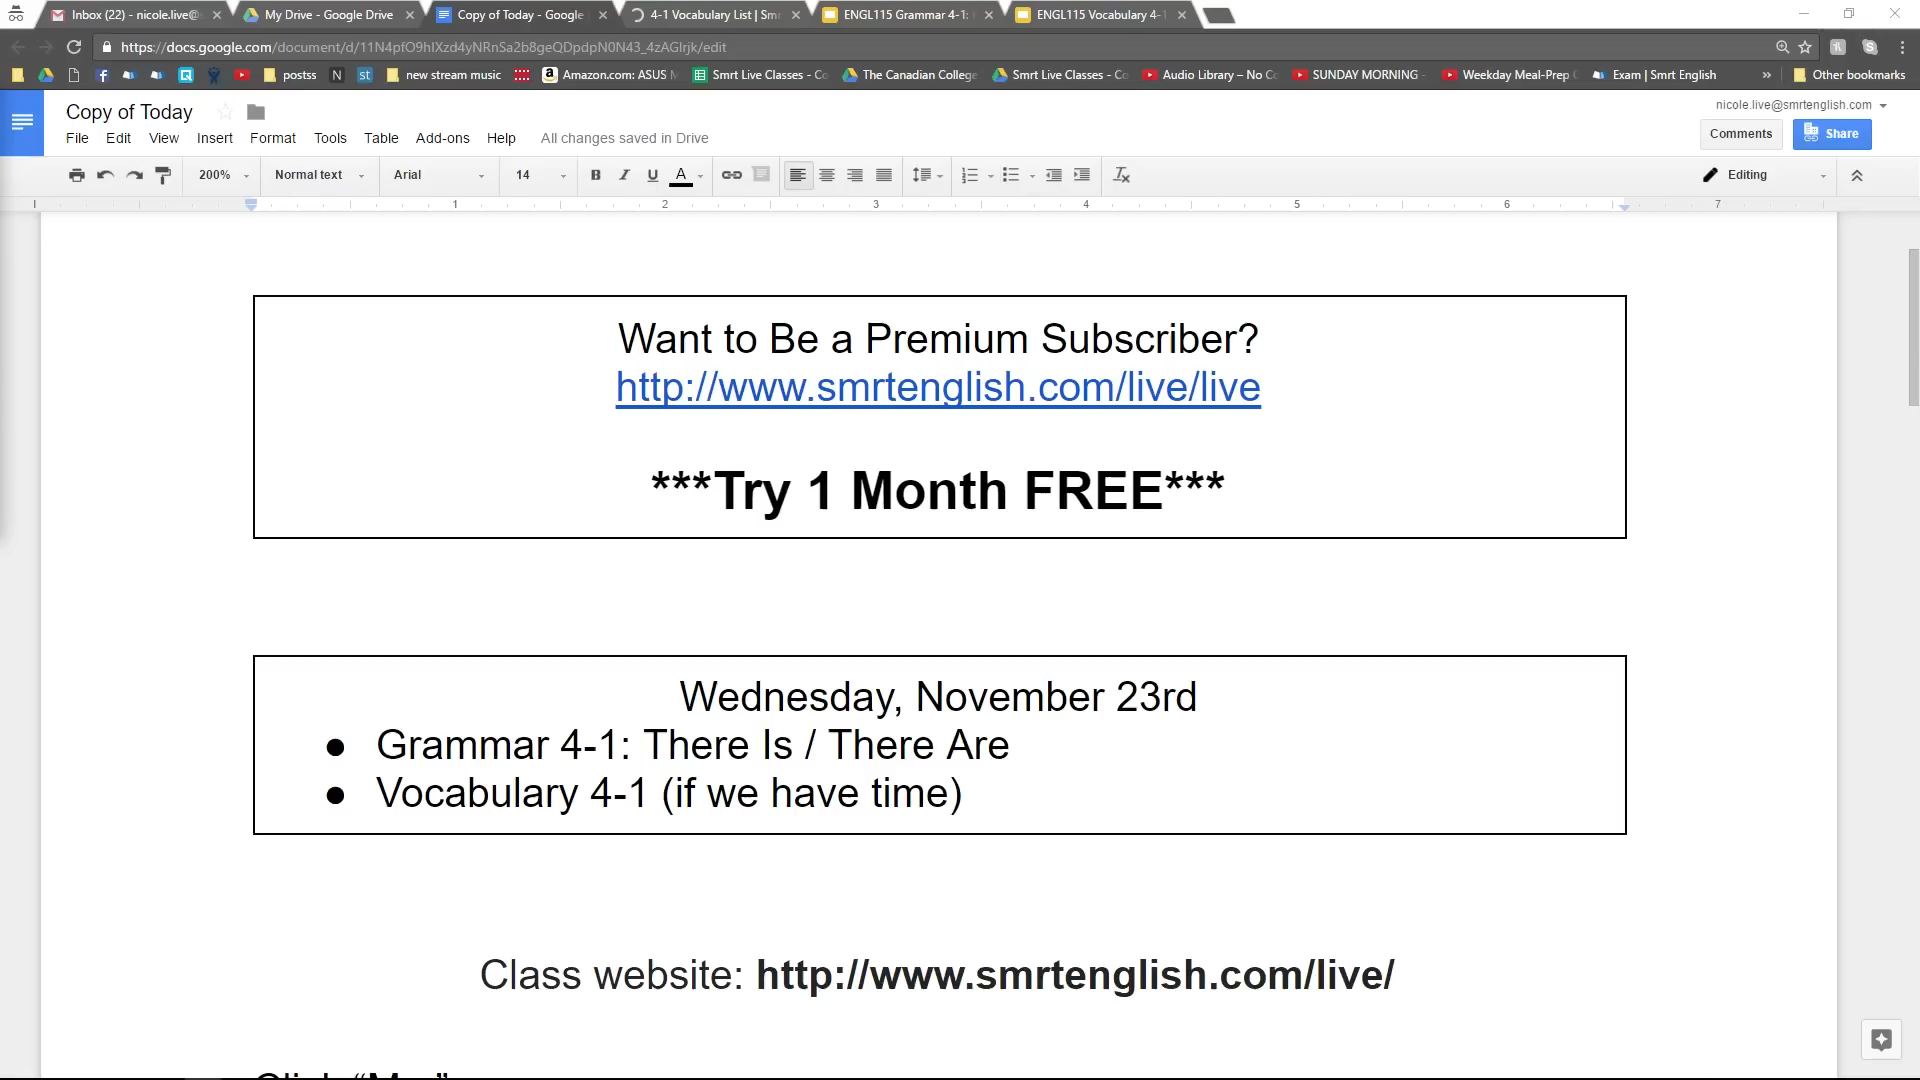 Inbox (22) - nicole.live@
My Drive - Google Drive
Copy of Today - Google
4-1 Vocabulary List | Smr
ENGL115 Grammar 4-1:
ENGL115 Vocabulary 4-1
https://docs.google.com/document/d/11N4pfO9hIXzd4yNRnSa2b8geQDpdpN0N43_4zAGlrjk/edit
postss
new stream music
Amazon.com: ASUS M
Smrt Live Classes - Co
The Canadian College
Smrt Live Classes - Co
Audio Library – No Co
SUNDAY MORNING -
Weekday Meal-Prep
Exam | Smrt English
Other bookmarks
Copy of Today
nicole.live@smrtenglish.com
File Edit View Insert Format Tools Table Add-ons Help All changes saved in Drive
Comments
Share
200% Normal text Arial 14 B I U A
Editing
1 2 3 4 5 6 7
Want to Be a Premium Subscriber?
http://www.smrtenglish.com/live/live
***Try 1 Month FREE***
Wednesday, November 23rd
● Grammar 4-1: There Is / There Are
● Vocabulary 4-1 (if we have time)
Class website: http://www.smrtenglish.com/live/